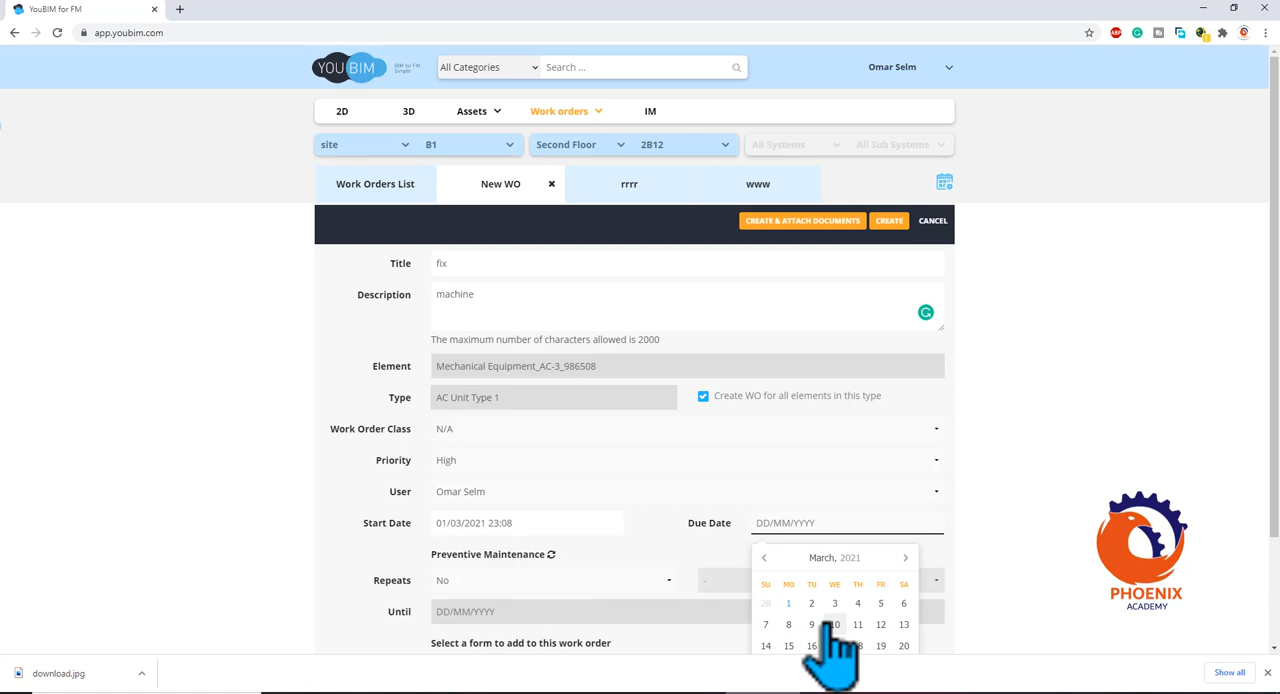 YouBIM for FM
app.youbim.com
ABP
YOUBIM BIM for FM. Simple
All Categories Search ...
Omar Selm
2D 3D Assets Work orders IM
site B1 Second Floor 2B12 All Systems All Sub Systems
Work Orders List New WO rrrr www
CREATE & ATTACH DOCUMENTS CREATE CANCEL
Title fix
Description machine
The maximum number of characters allowed is 2000
Element Mechanical Equipment_AC-3_986508
Type AC Unit Type 1 Create WO for all elements in this type
Work Order Class N/A
Priority High
User Omar Selm
Start Date 01/03/2021 23:08 Due Date DD/MM/YYYY
Preventive Maintenance
Repeats No -
Until DD/MM/YYYY
Select a form to add to this work order
March, 2021
SU MO TU WE TH FR SA
28 1 2 3 4 5 6
7 8 9 10 11 12 13
14 15 16 18 19 20
PHOENIX
ACADEMY
download.jpg Show all